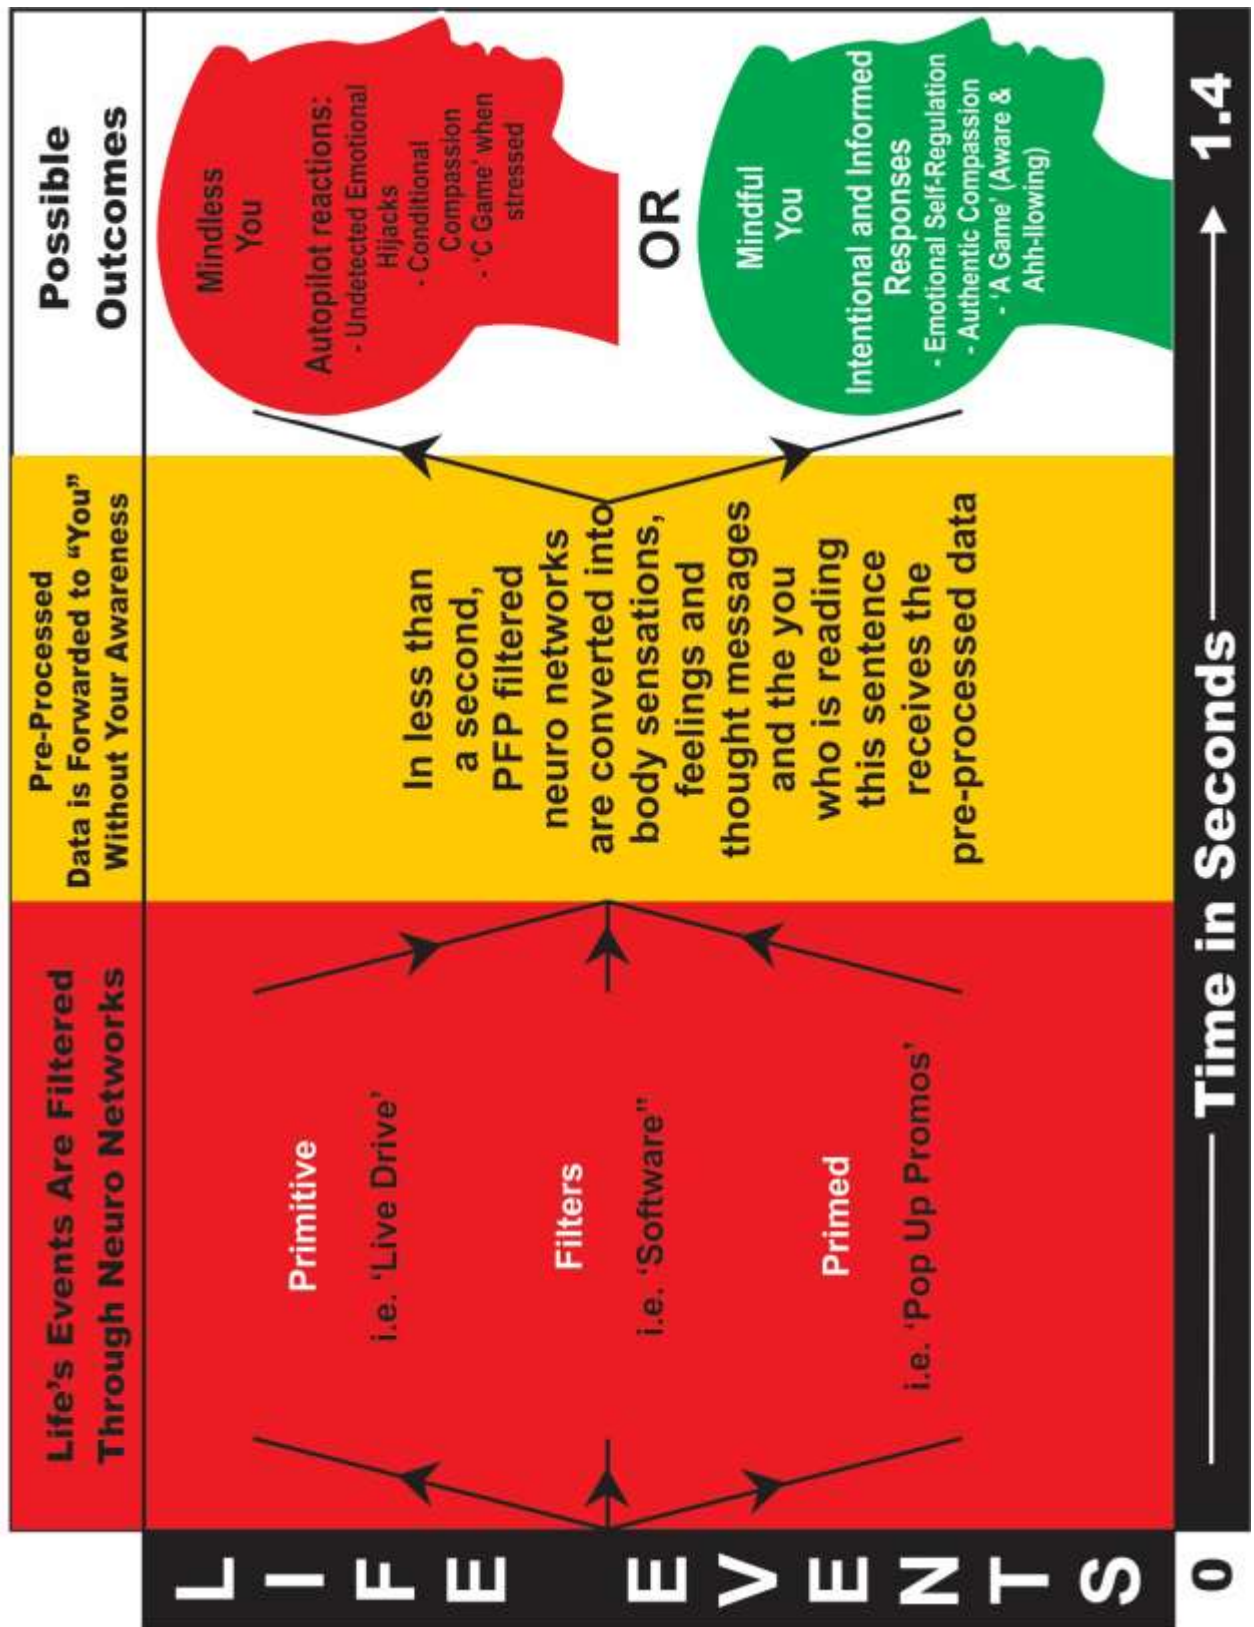 Life's Events Are Filtered
Through Neuro Networks
Pre-Processed
Data is Forwarded to “You”
Without Your Awareness
Possible
Outcomes
LIFE EVENTS
Primitive
i.e. ‘Live Drive’
Filters
i.e. ‘Software"
Primed
i.e. ‘Pop Up Promos’
In less than
a second,
PFP filtered
neuro networks
are converted into
body sensations,
feelings and
thought messages
and the you
who is reading
this sentence
receives the
pre-processed data
Mindless
You
Autopilot reactions:
- Undetected Emotional
Hijacks
- Conditional
Compassion
- ‘C Game’ when
stressed
OR
Mindful
You
Intentional and Informed
Responses
- Emotional Self-Regulation
- Authentic Compassion
- ‘A Game’ (Aware &
Ahh-llowing)
0 Time in Seconds 1.4